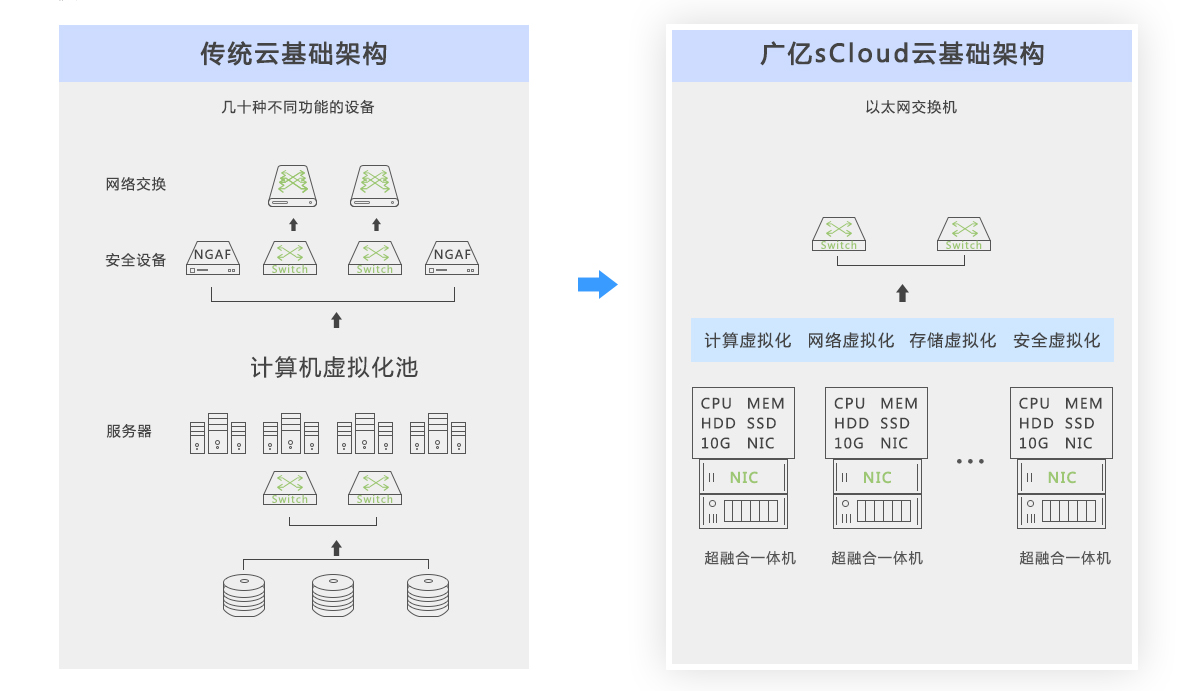 传统云基础架构
几十种不同功能的设备
网络交换
安全设备
NGAF
Switch
Switch
NGAF
计算机虚拟化池
服务器
Switch
Switch
广亿sCloud云基础架构
以太网交换机
Switch
Switch
计算虚拟化 网络虚拟化 存储虚拟化 安全虚拟化
CPU MEM
HDD SSD
10G NIC
NIC
超融合一体机
CPU MEM
HDD SSD
10G NIC
NIC
超融合一体机
...
CPU MEM
HDD SSD
10G NIC
NIC
超融合一体机